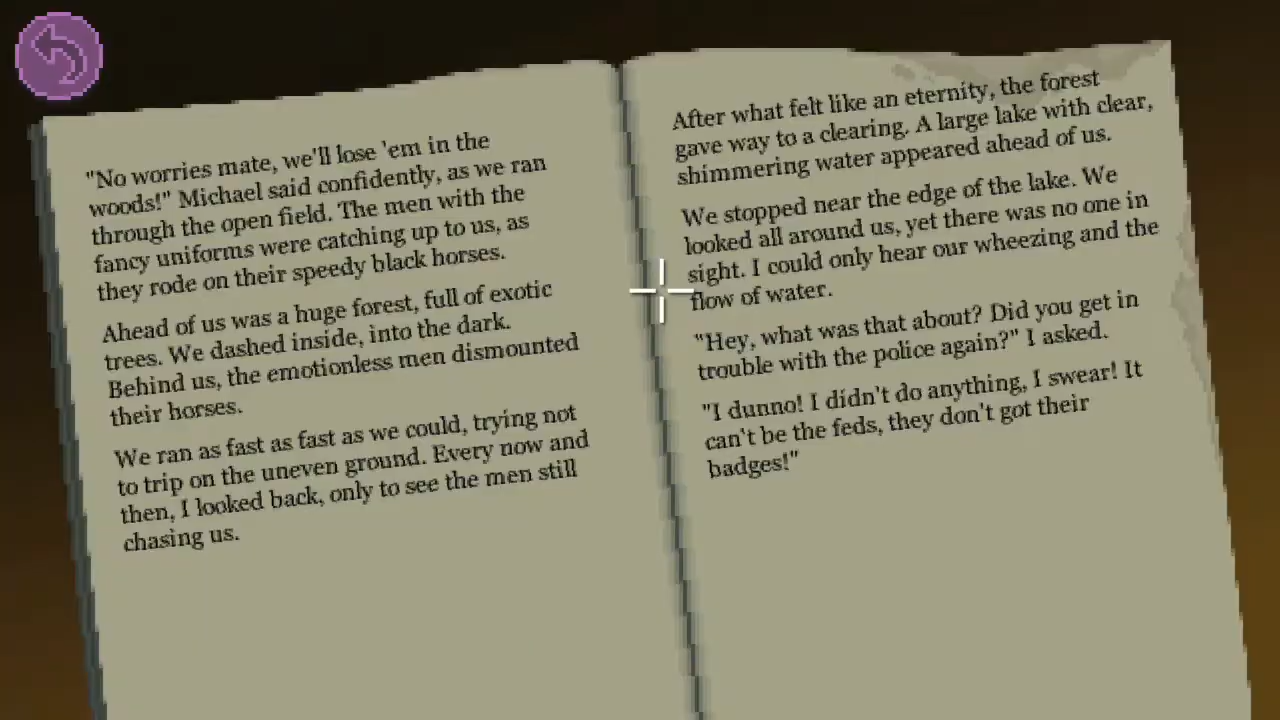 "No worries mate, we'll lose 'em in the
woods!" Michael said confidently, as we ran
through the open field. The men with the
fancy uniforms were catching up to us, as
they rode on their speedy black horses.
Ahead of us was a huge forest, full of exotic
trees. We dashed inside, into the dark.
Behind us, the emotionless men dismounted
their horses.
We ran as fast as fast as we could, trying not
to trip on the uneven ground. Every now and
then, I looked back, only to see the men still
chasing us.
After what felt like an eternity, the forest
gave way to a clearing. A large lake with clear,
shimmering water appeared ahead of us.
We stopped near the edge of the lake. We
looked all around us, yet there was no one in
sight. I could only hear our wheezing and the
flow of water.
"Hey, what was that about? Did you get in
trouble with the police again?" I asked.
"I dunno! I didn't do anything, I swear! It
can't be the feds, they don't got their
badges!"